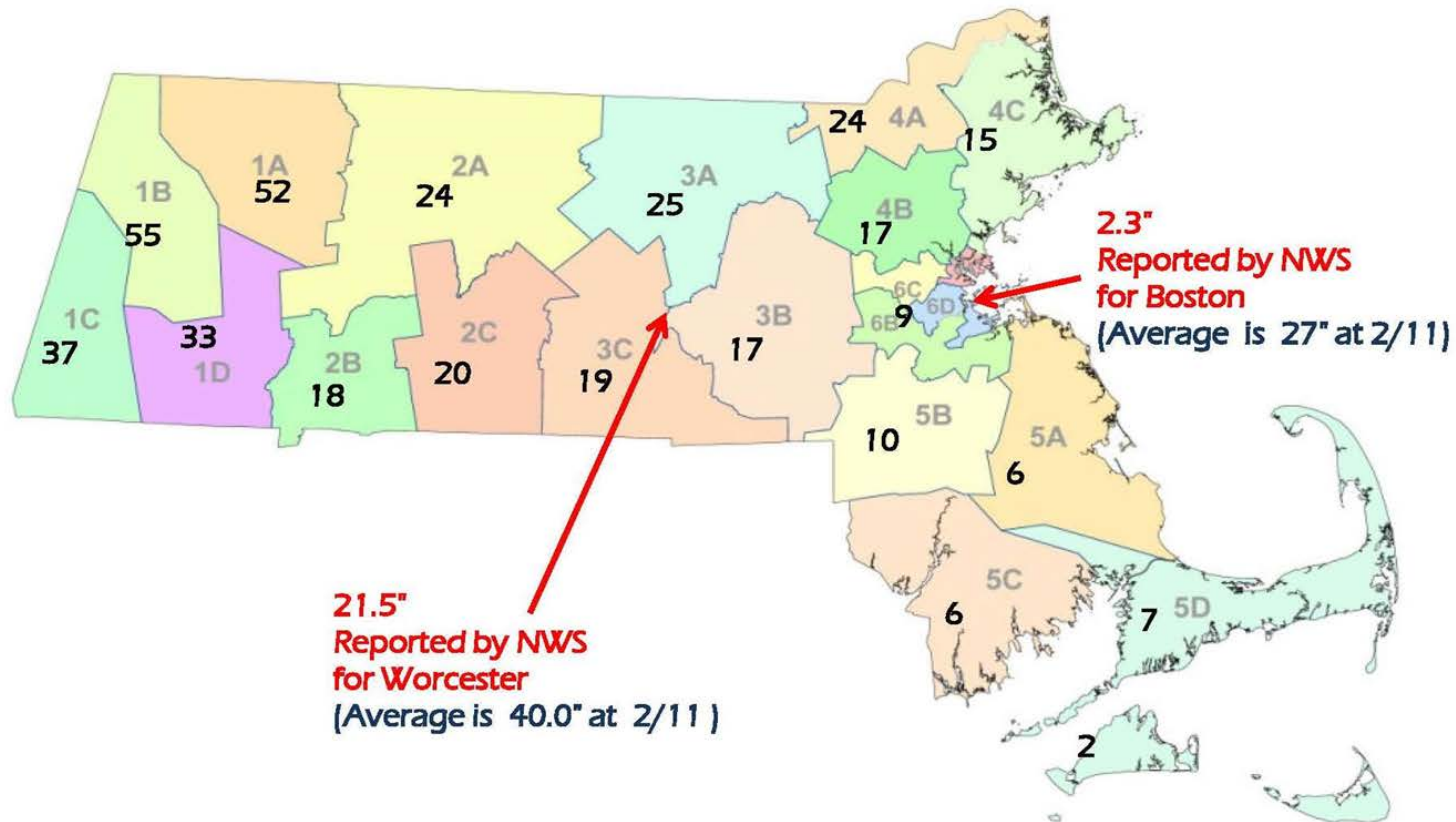 4C
24
4A
15
1A
52
2A
24
3A
25
1B
55
4B
17
2.3"
Reported by NWS
for Boston
(Average is 27" at 2/11)
6C
6D
9
6B
1C
37
33
1D
2B
18
2C
20
3C
19
3B
17
5B
10
5A
6
21.5"
Reported by NWS
for Worcester
(Average is 40.0" at 2/11 )
5C
6
7
5D
2